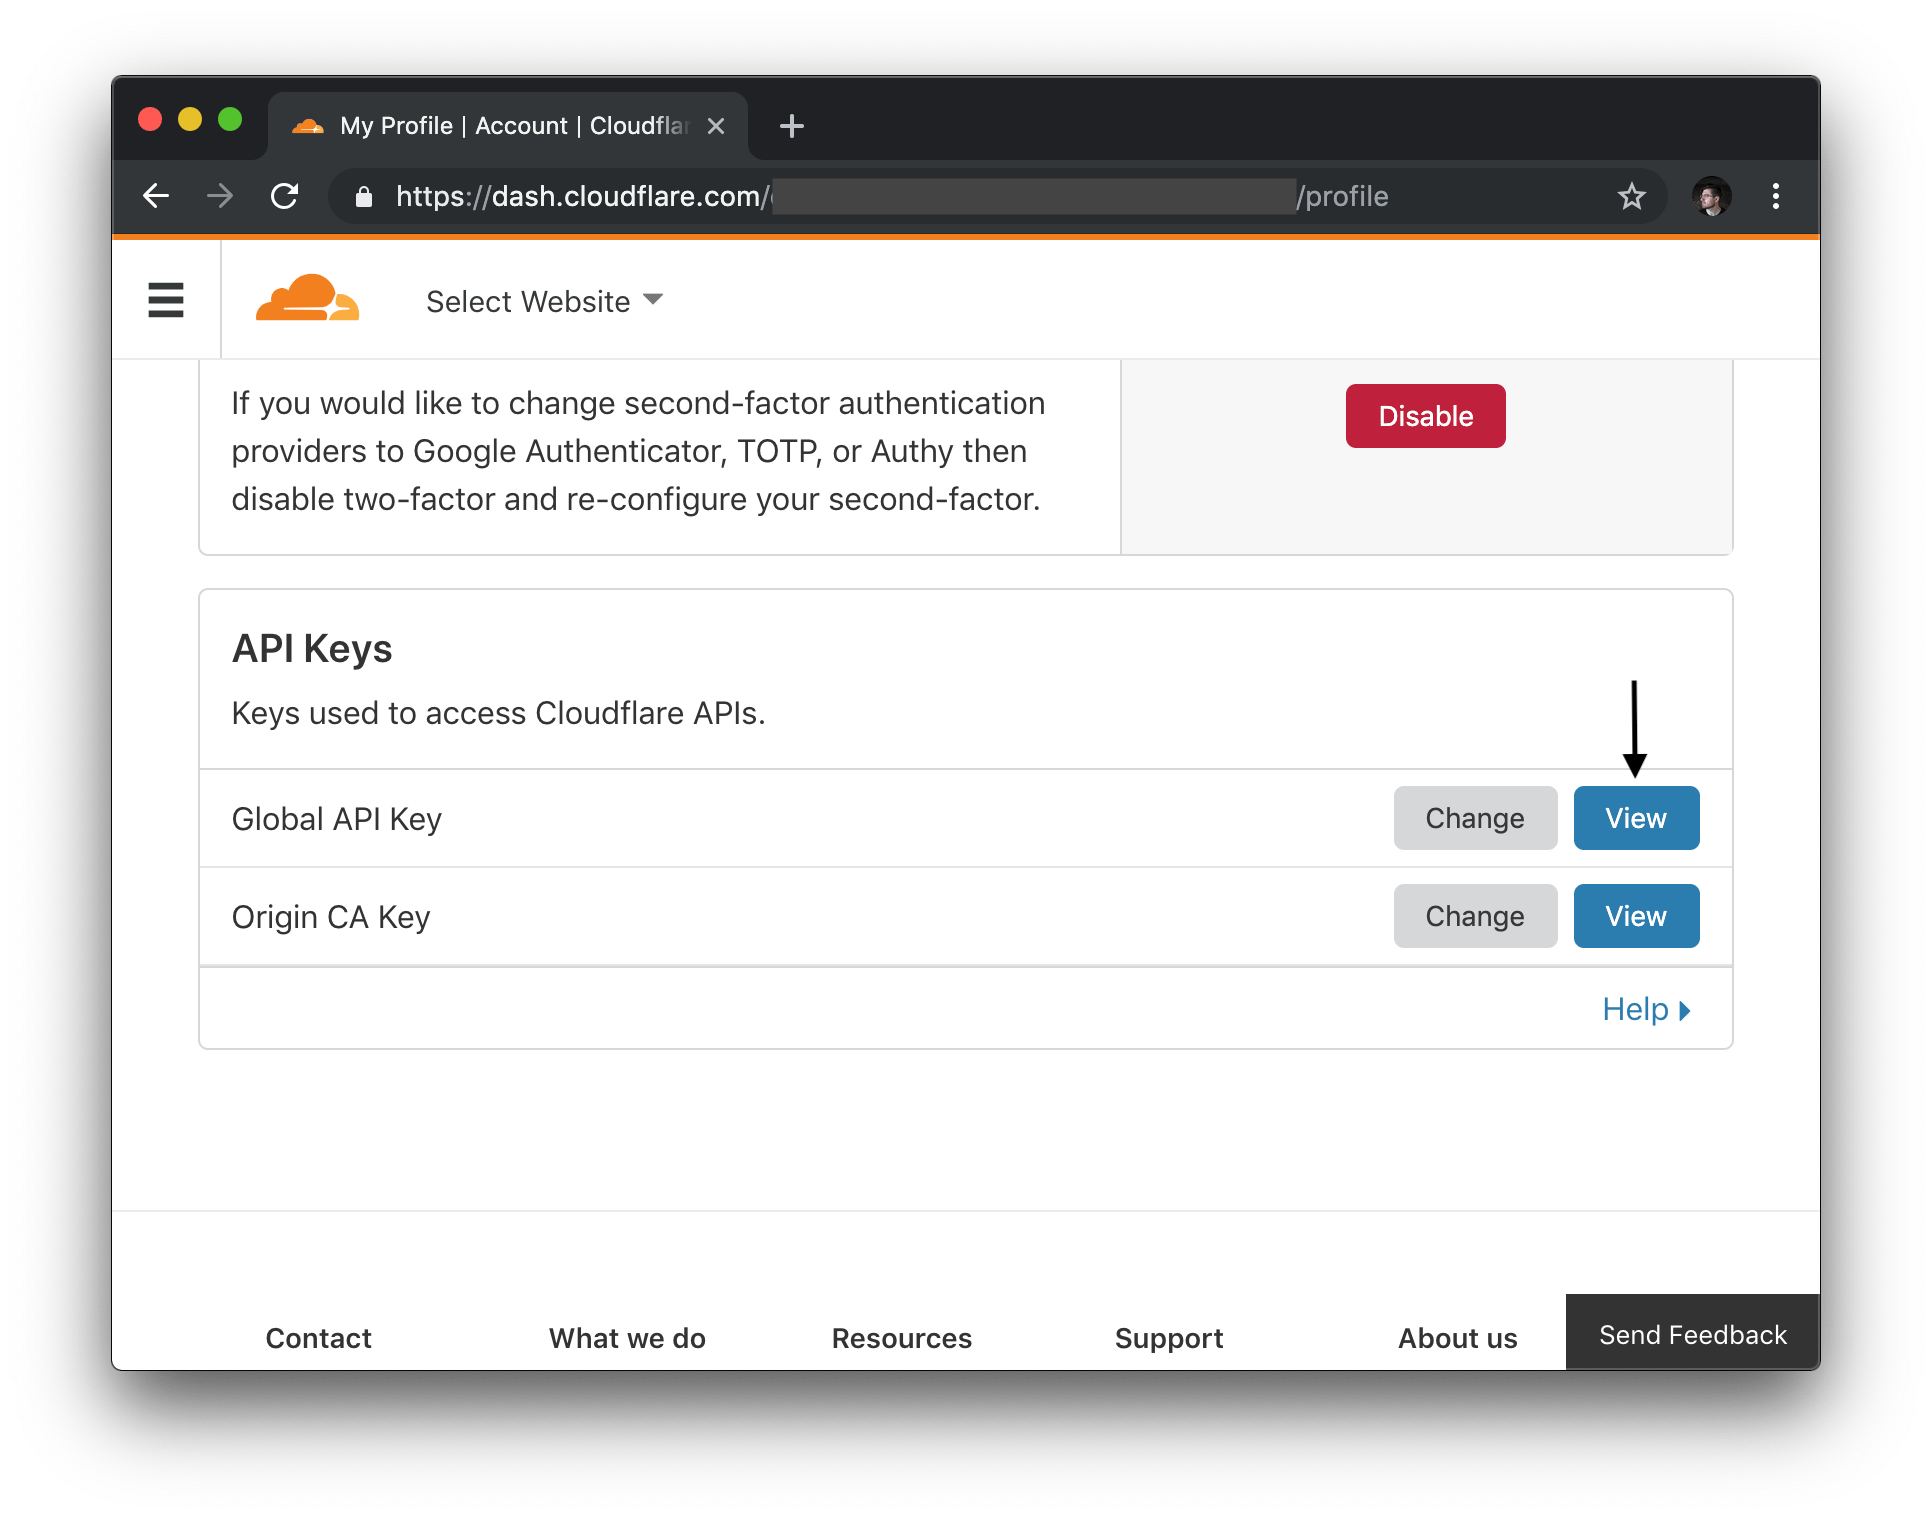 My Profile | Account | Cloudflar
https://dash.cloudflare.com/
/profile
Select Website
If you would like to change second-factor authentication
providers to Google Authenticator, TOTP, or Authy then
disable two-factor and re-configure your second-factor.
Disable
API Keys
Keys used to access Cloudflare APIs.
Global API Key
Change
View
Origin CA Key
Change
View
Help
Contact
What we do
Resources
Support
About us
Send Feedback